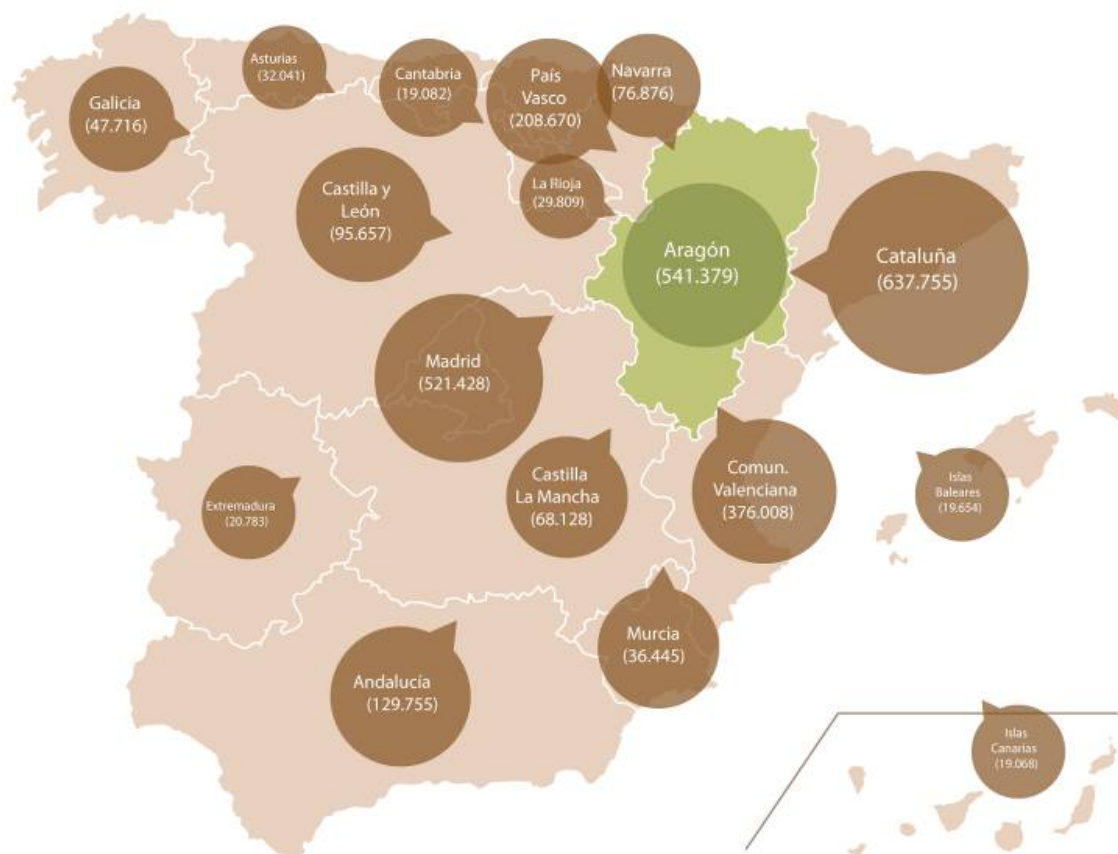 Asturias
(32.041)
Cantabria
(19.082)
País
Vasco
(208.670)
Navarra
(76.876)
Galicia
(47.716)
Castilla y
León
(95.657)
La Rioja
(29.809)
Aragón
(541.379)
Cataluña
(637.755)
Madrid
(521.428)
Castilla
La Mancha
(68.128)
Comun.
Valenciana
(376.008)
Islas
Baleares
(19.654)
Extremadura
(20.783)
Murcia
(36.445)
Andalucía
(129.755)
Islas
Canarias
(19.068)